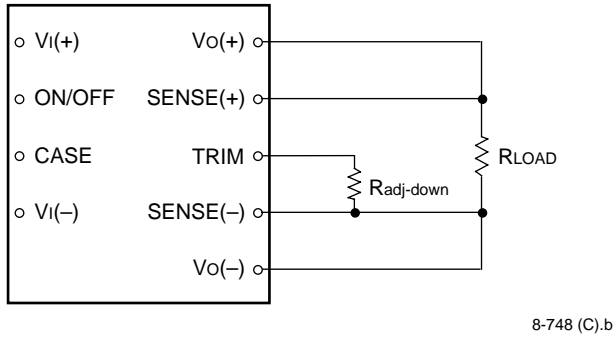 VI(+) VO(+)
ON/OFF SENSE(+)
CASE TRIM RLOAD
Radj-down
VI(–) SENSE(–)
VO(–)
8-748 (C).b